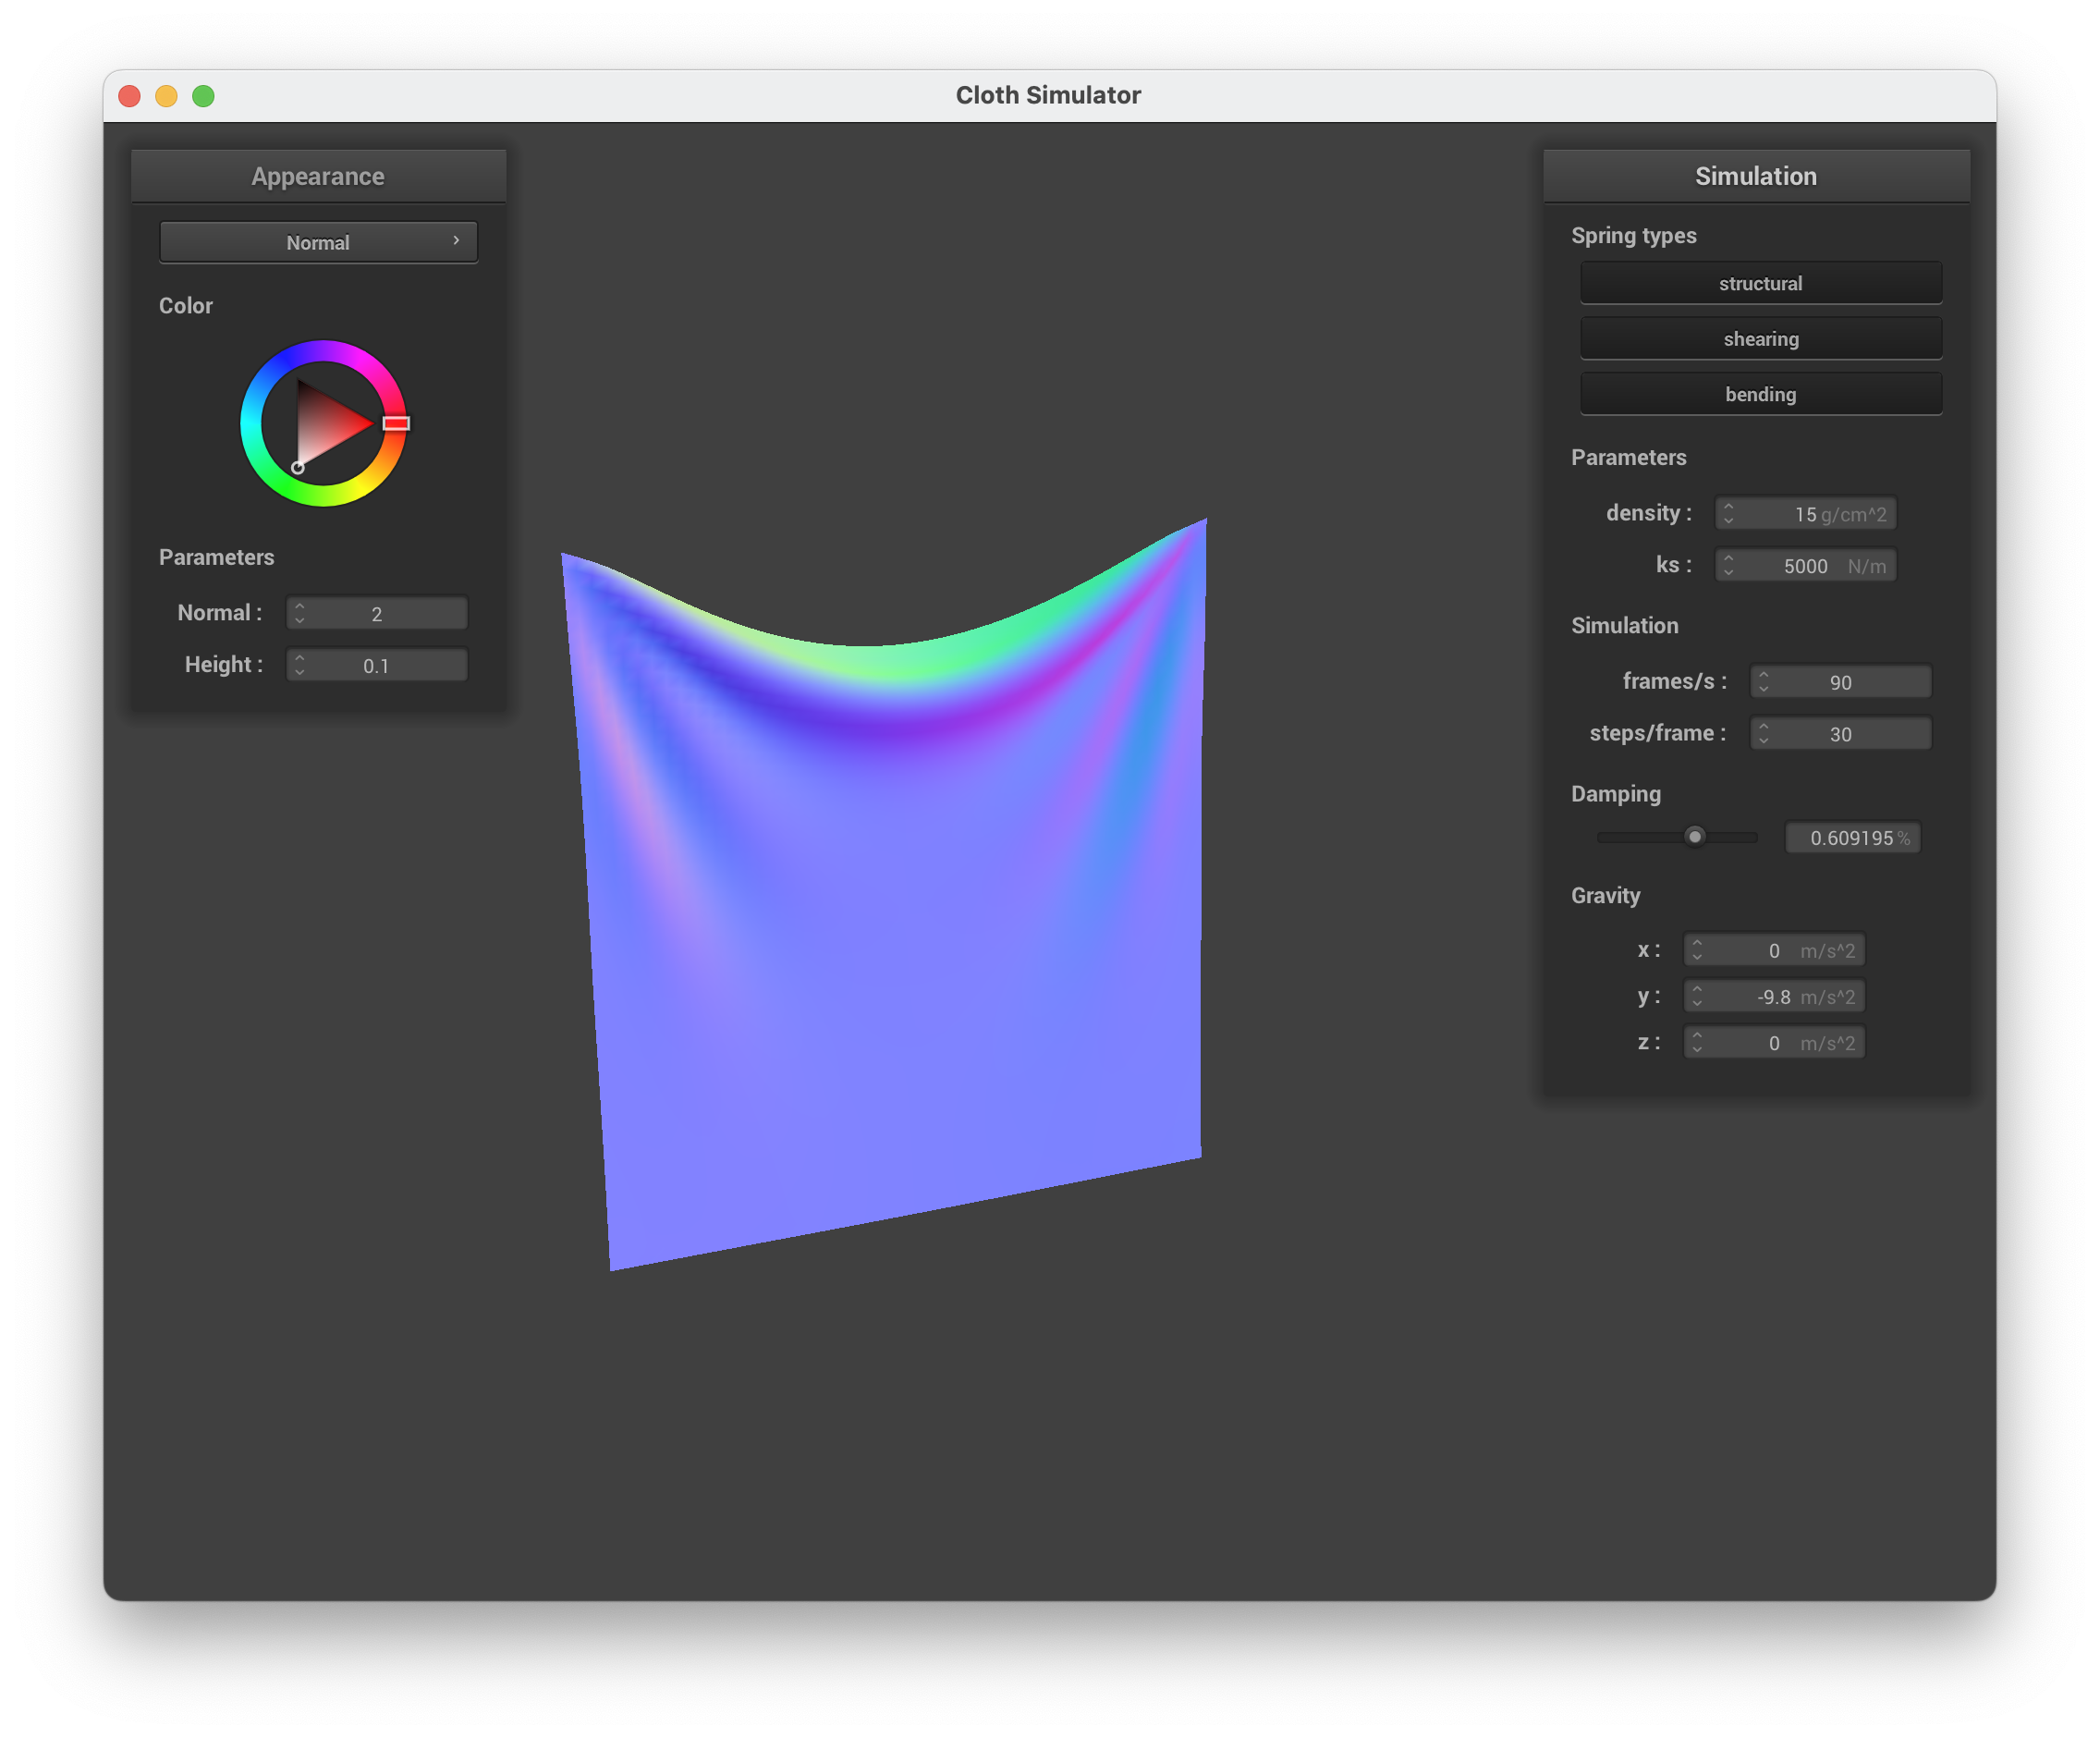 Cloth Simulator
Appearance
Normal
Color
Parameters
Normal : 2
Height : 0.1
Simulation
Spring types
structural
shearing
bending
Parameters
density : 15 g/cm^2
ks : 5000 N/m
Simulation
frames/s : 90
steps/frame : 30
Damping
0.609195 %
Gravity
x : 0 m/s^2
y : -9.8 m/s^2
z : 0 m/s^2